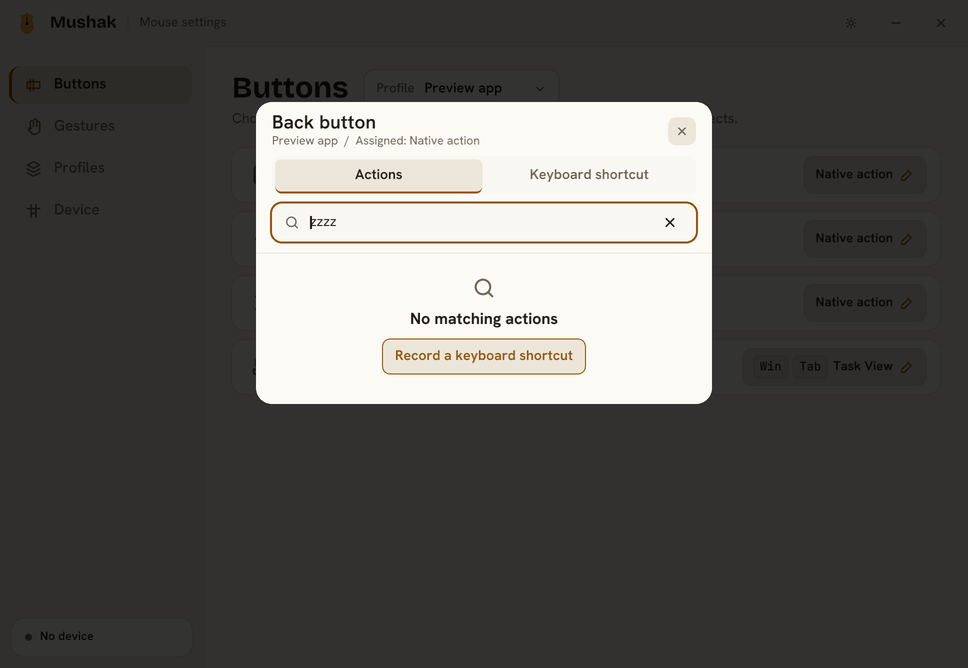 Mushak
Mouse settings
Buttons
Gestures
Profiles
Device
No device
Buttons
Profile Preview app
Back button
Preview app / Assigned: Native action
Actions
Keyboard shortcut
zzzz
No matching actions
Record a keyboard shortcut
Native action
Native action
Native action
Win Tab Task View